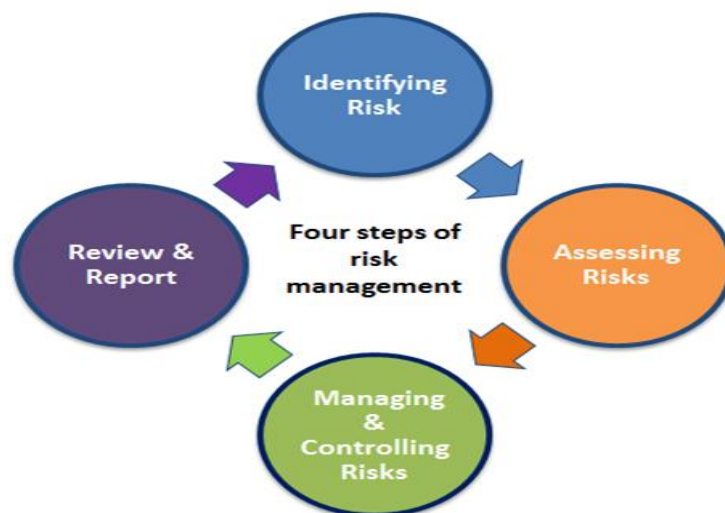 Identifying
Risk
Four steps of
risk
management
Assessing
Risks
Managing
&
Controlling
Risks
Review &
Report